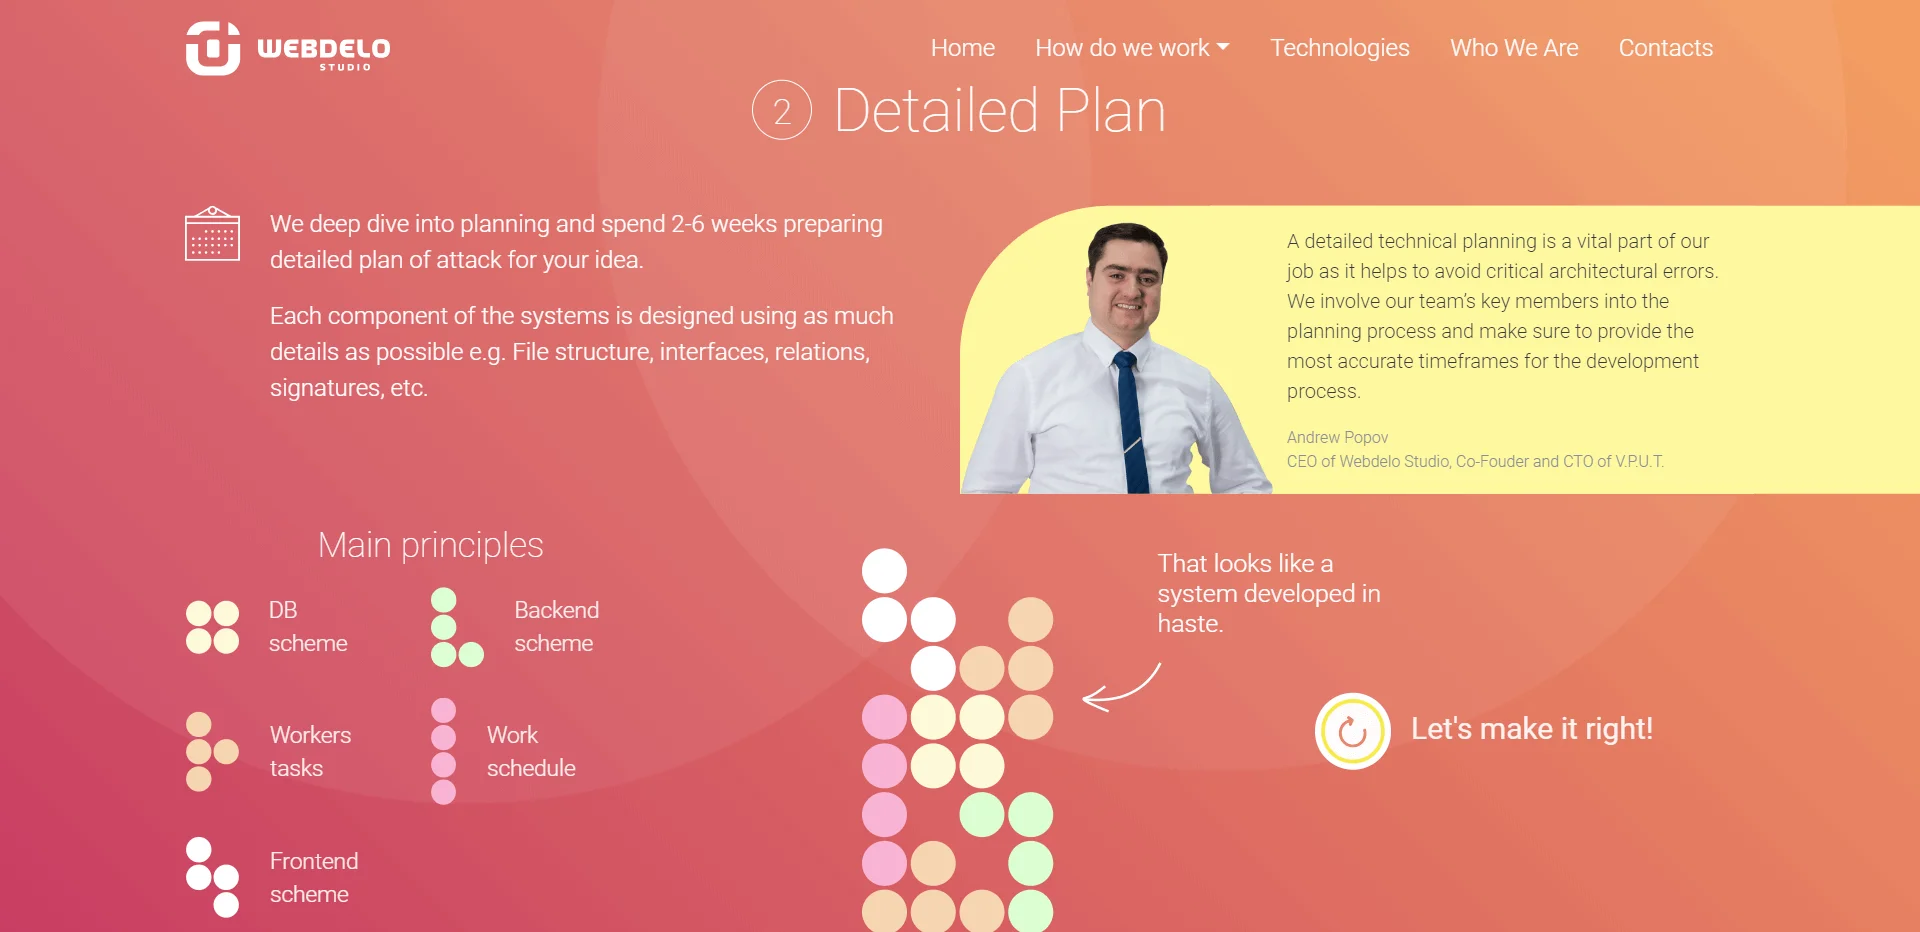 WEBDELO
STUDIO
Home
How do we work
Technologies
Who We Are
Contacts
2
Detailed Plan
We deep dive into planning and spend 2-6 weeks preparing
detailed plan of attack for your idea.
Each component of the systems is designed using as much
details as possible e.g. File structure, interfaces, relations,
signatures, etc.
A detailed technical planning is a vital part of our
job as it helps to avoid critical architectural errors.
We involve our team’s key members into the
planning process and make sure to provide the
most accurate timeframes for the development
process.
Andrew Popov
CEO of Webdelo Studio, Co-Fouder and CTO of V.P.U.T.
Main principles
DB
scheme
Backend
scheme
Workers
tasks
Work
schedule
Frontend
scheme
That looks like a
system developed in
haste.
Let's make it right!